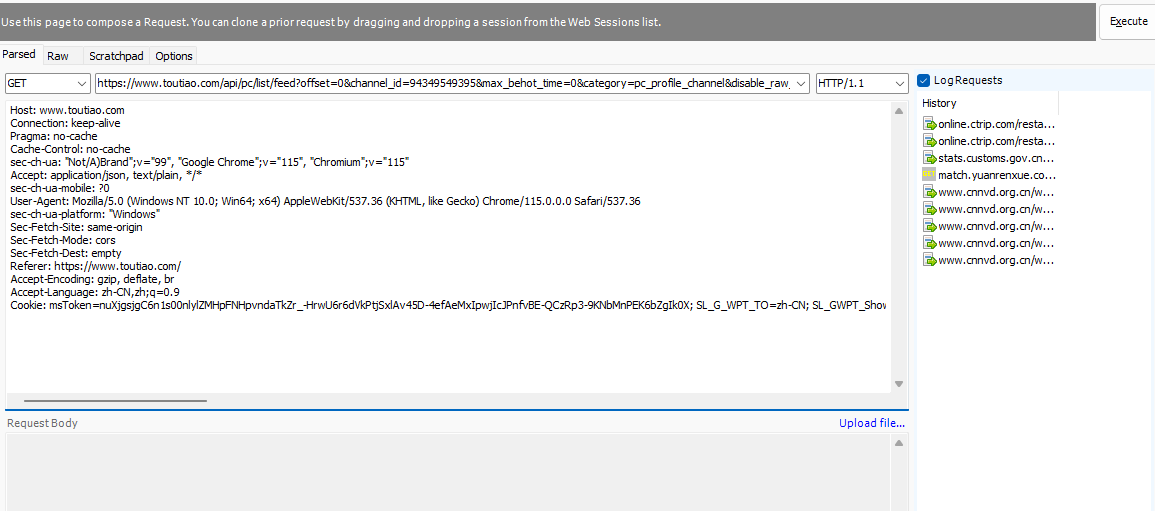 Use this page to compose a Request. You can clone a prior request by dragging and dropping a session from the Web Sessions list.
Execute
Parsed Raw Scratchpad Options
GET https://www.toutiao.com/api/pc/list/feed?offset=0&channel_id=94349549395&max_behot_time=0&category=pc_profile_channel&disable_raw_ HTTP/1.1
Log Requests
History
Host: www.toutiao.com
Connection: keep-alive
Pragma: no-cache
Cache-Control: no-cache
sec-ch-ua: "Not/A)Brand";v="99", "Google Chrome";v="115", "Chromium";v="115"
Accept: application/json, text/plain, */*
sec-ch-ua-mobile: ?0
User-Agent: Mozilla/5.0 (Windows NT 10.0; Win64; x64) AppleWebKit/537.36 (KHTML, like Gecko) Chrome/115.0.0.0 Safari/537.36
sec-ch-ua-platform: "Windows"
Sec-Fetch-Site: same-origin
Sec-Fetch-Mode: cors
Sec-Fetch-Dest: empty
Referer: https://www.toutiao.com/
Accept-Encoding: gzip, deflate, br
Accept-Language: zh-CN,zh;q=0.9
Cookie: msToken=nuXjgsjgC6n1s00nlylZMHpFNHpvndaTkZr_-HrwU6r6dVkPtjSxlAv45D-4efAeMxIpwjIcJPnfvBE-QCzRp3-9KNbMnPEK6bZgIk0X; SL_G_WPT_TO=zh-CN; SL_GWPT_Show
online.ctrip.com/resta...
online.ctrip.com/resta...
stats.customs.gov.cn...
GET match.yuanrenxue.co...
www.cnnvd.org.cn/w...
www.cnnvd.org.cn/w...
www.cnnvd.org.cn/w...
www.cnnvd.org.cn/w...
www.cnnvd.org.cn/w...
Request Body
Upload file...